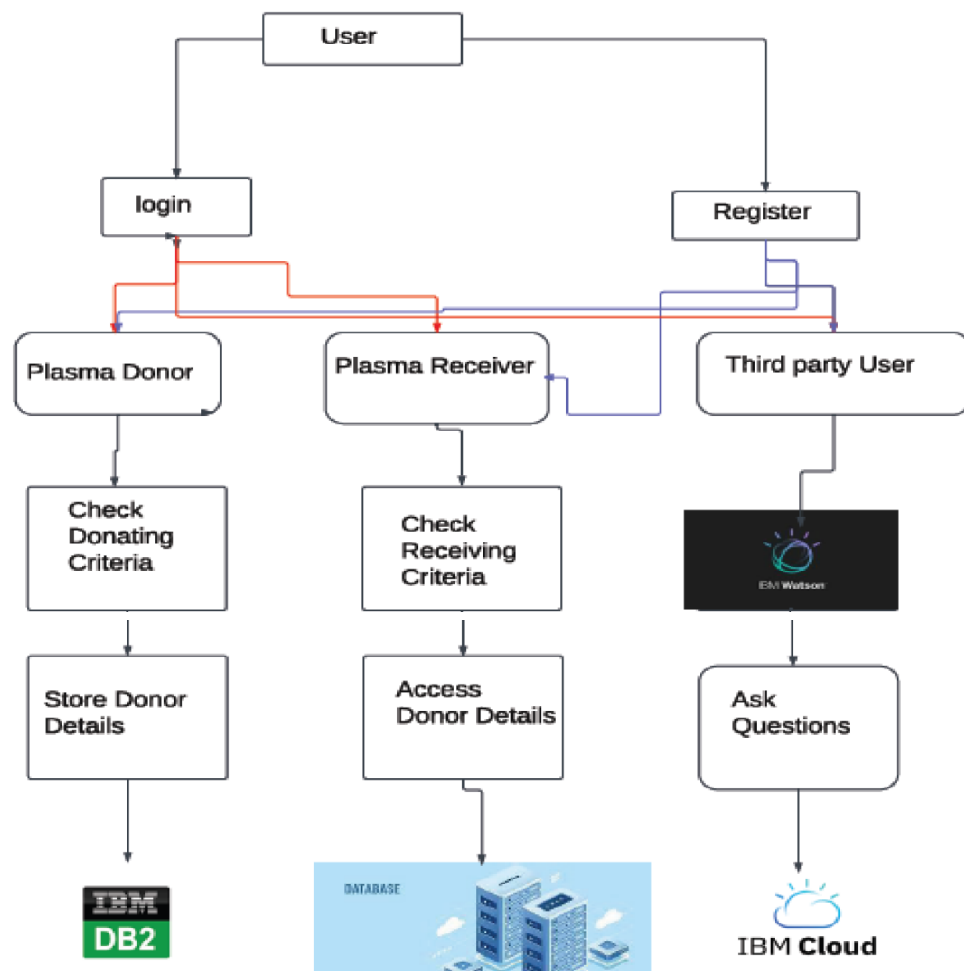 User
login
Register
Plasma Donor
Plasma Receiver
Third party User
Check
Donating
Criteria
Check
Receiving
Criteria
IBM Watson
Store Donor
Details
Access
Donor Details
Ask
Questions
IBM
DB2
DATABASE
IBM Cloud